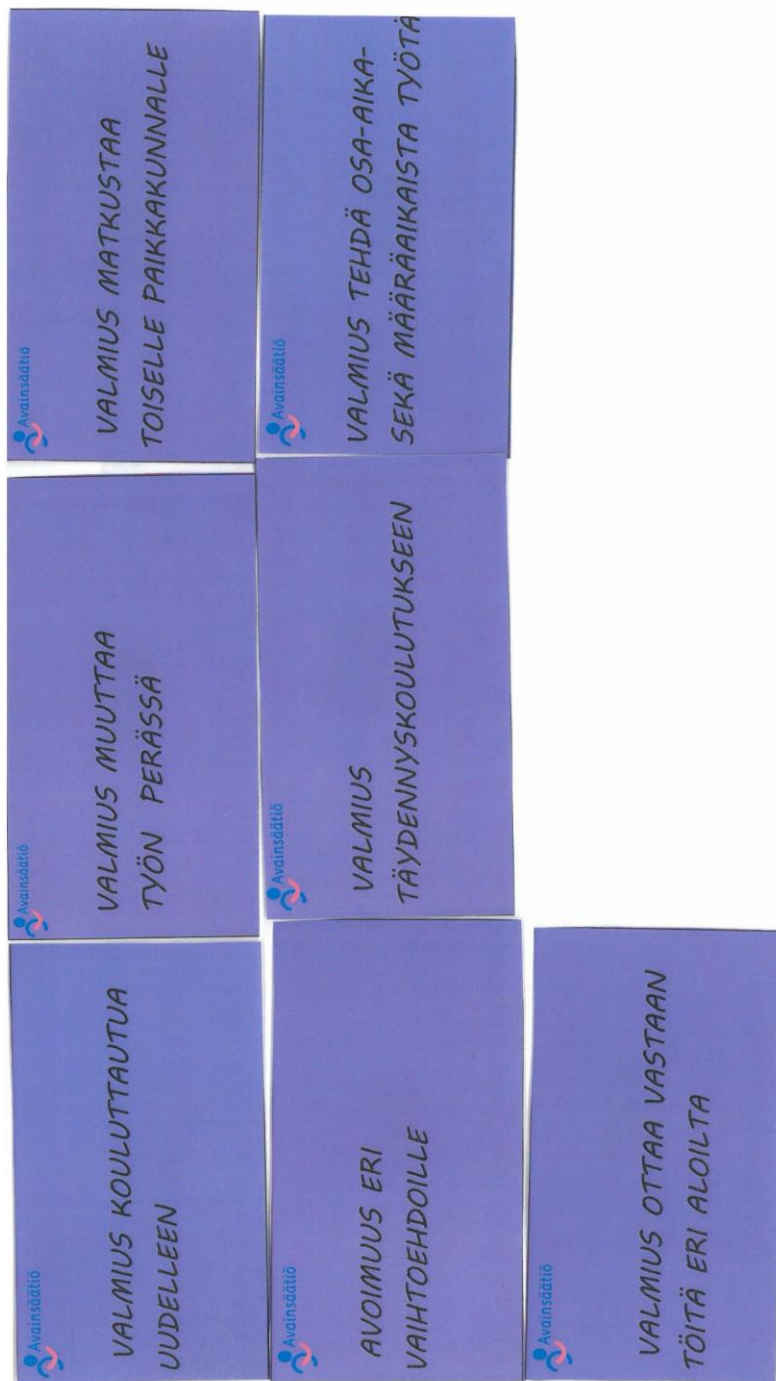 Avainsäätiö
VALMIUS KOULUTTAUTUA
UUDELLEEN
Avainsäätiö
VALMIUS MUUTTAA
TYÖN PERÄSSÄ
Avainsäätiö
VALMIUS MATKUSTAA
TOISELLE PAIKKAKUNNALLE
AVOIMUUS ERI
VAIHTOEHDOILLE
Avainsäätiö
VALMIUS
TÄYDENNYSKOULUTUKSEEN
Avainsäätiö
VALMIUS TEHDÄ OSA-AIKA-
SEKÄ MÄÄRÄAIKAISTA TYÖTÄ
Avainsäätiö
VALMIUS OTTAA VASTAAN
TÖITÄ ERI ALOILTA